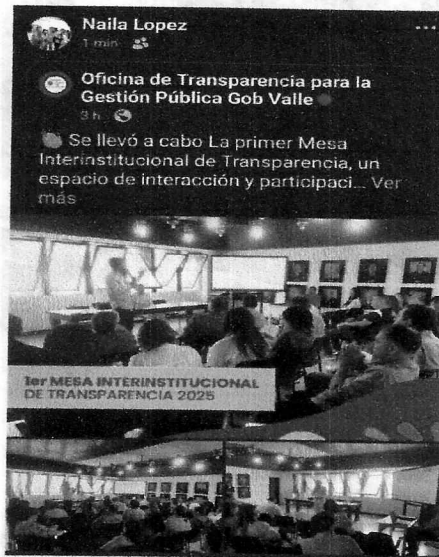 Naila Lopez
1 min
Oficina de Transparencia para la
Gestión Pública Gob Valle
3 h
Se llevó a cabo La primer Mesa
Interinstitucional de Transparencia, un
espacio de interacción y participaci... Ver
más
1er MESA INTERINSTITUCIONAL
DE TRANSPARENCIA 2025